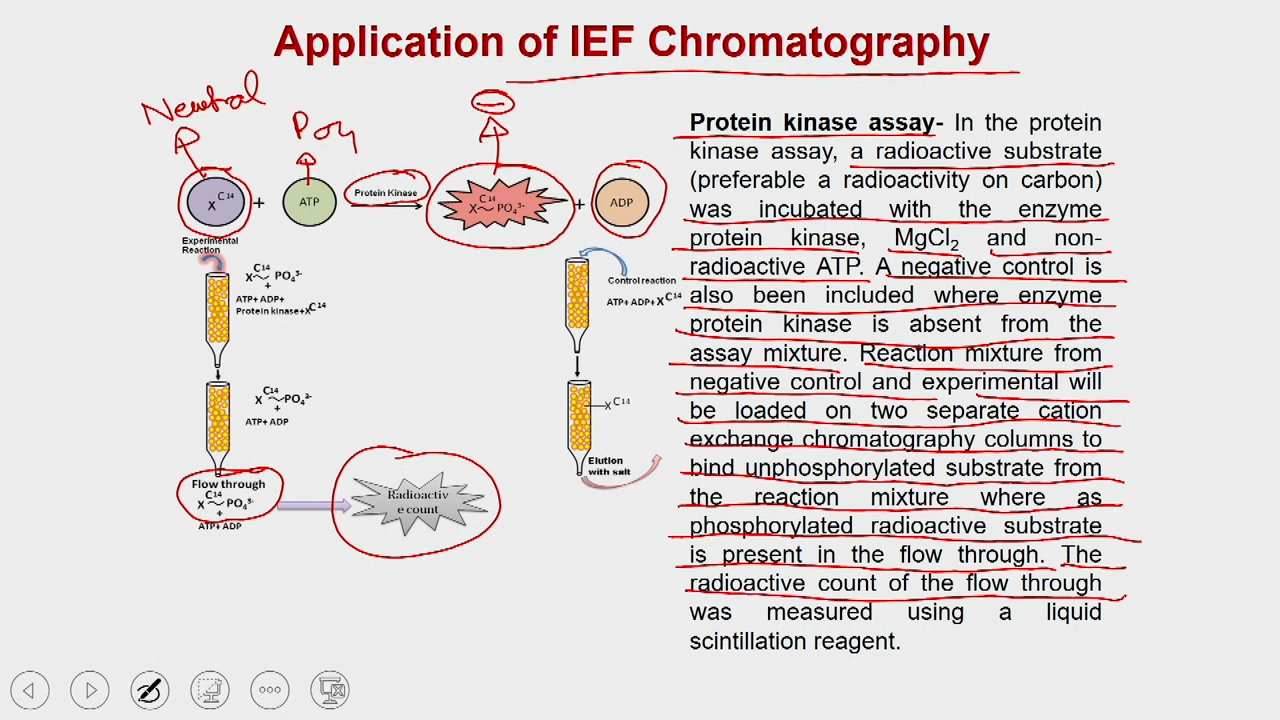 Application of IEF Chromatography
Neutral
PO4
X C14
+
ATP
Protein Kinase
C14
X PO4 3-
+
ADP
Experimental
Reaction
C14
X PO4 3-
+
ATP+ ADP+
Protein kinase+XC14
C14
X PO4 3-
+
ATP+ ADP
Flow through
C14
X PO4 3-
+
ATP+ ADP
Radioactiv
e count
Control reaction
ATP+ ADP+XC14
XC14
Elution
with salt
Protein kinase assay- In the protein
kinase assay, a radioactive substrate
(preferable a radioactivity on carbon)
was incubated with the enzyme
protein kinase, MgCl2 and non-
radioactive ATP. A negative control is
also been included where enzyme
protein kinase is absent from the
assay mixture. Reaction mixture from
negative control and experimental will
be loaded on two separate cation
exchange chromatography columns to
bind unphosphorylated substrate from
the reaction mixture where as
phosphorylated radioactive substrate
is present in the flow through. The
radioactive count of the flow through
was measured using a liquid
scintillation reagent.